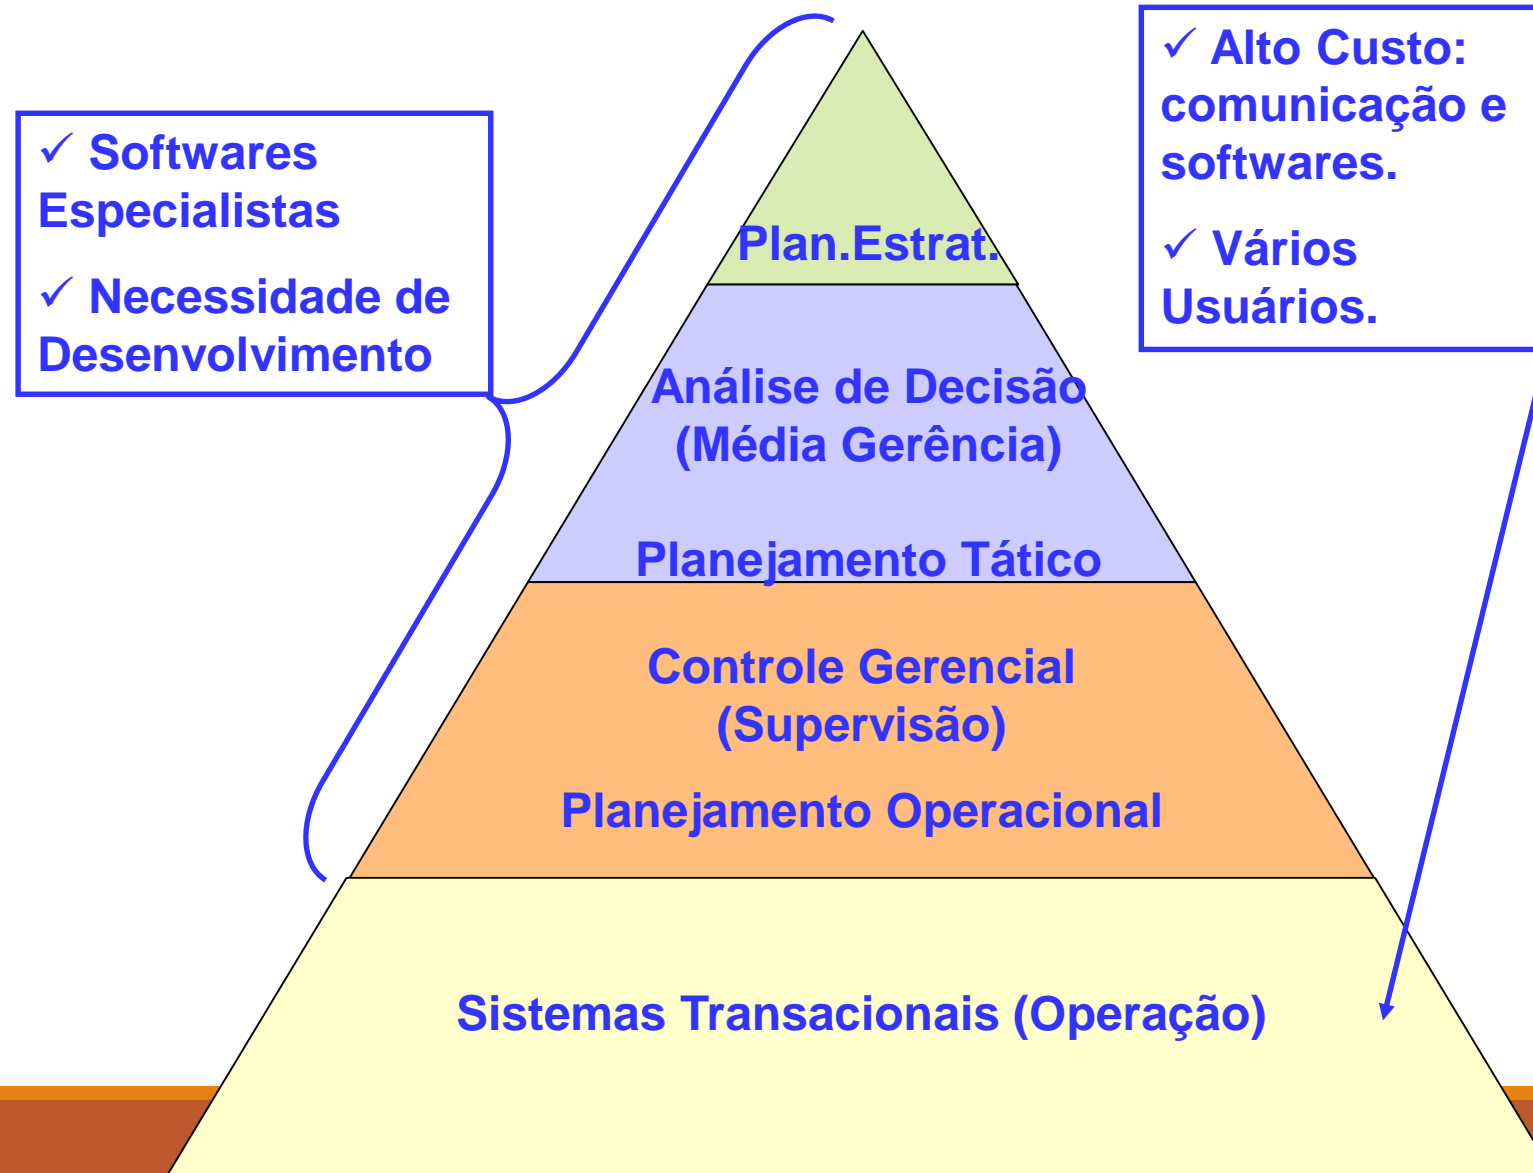 ✓ Softwares
Especialistas
✓ Necessidade de
Desenvolvimento
✓ Alto Custo:
comunicação e
softwares.
✓ Vários
Usuários.
Plan.Estrat.
Análise de Decisão
(Média Gerência)
Planejamento Tático
Controle Gerencial
(Supervisão)
Planejamento Operacional
Sistemas Transacionais (Operação)